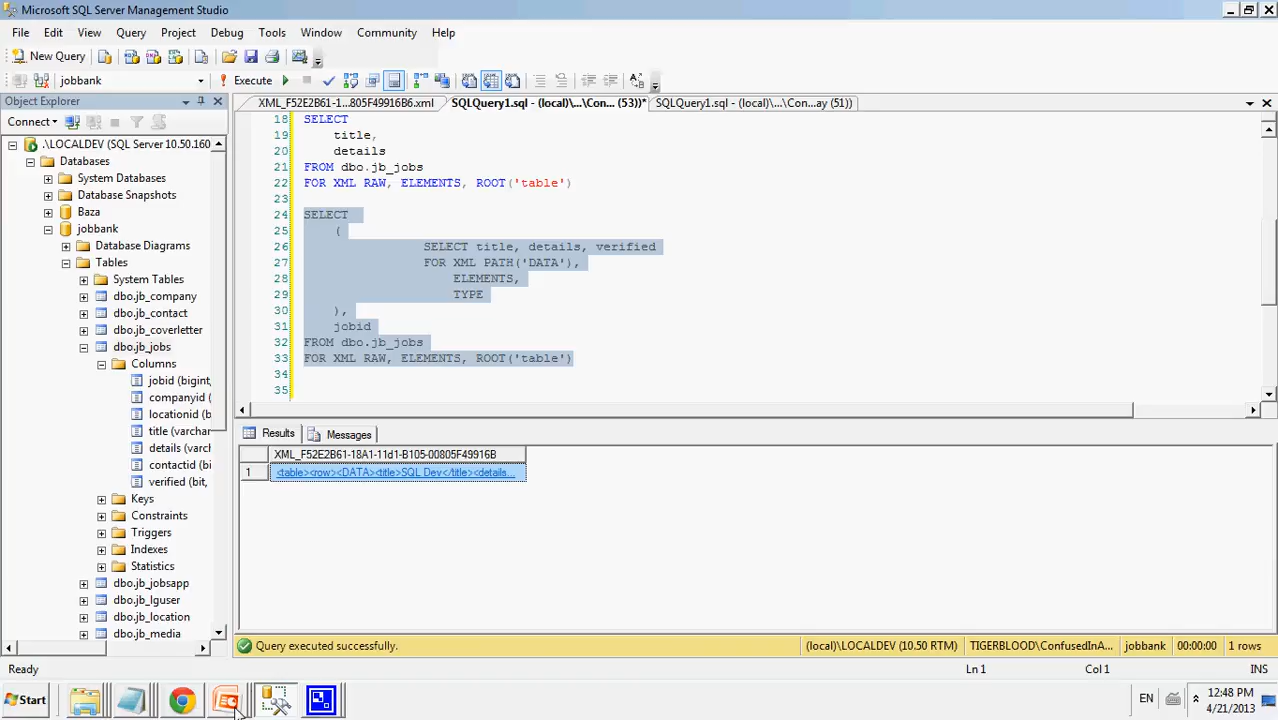 Microsoft SQL Server Management Studio
File Edit View Query Project Debug Tools Window Community Help
New Query
jobbank Execute
Object Explorer
XML_F52E2B61-1...805F49916B6.xml SQLQuery1.sql - (local)\...\Con... (53))* SQLQuery1.sql - (local)\...\Con...ay (51))
Connect
.\LOCALDEV (SQL Server 10.50.160
Databases
System Databases
Database Snapshots
Baza
jobbank
Database Diagrams
Tables
System Tables
dbo.jb_company
dbo.jb_contact
dbo.jb_coverletter
dbo.jb_jobs
Columns
jobid (bigint,
companyid
locationid (b
title (varchar
details (varch
contactid (bi
verified (bit,
Keys
Constraints
Triggers
Indexes
Statistics
dbo.jb_jobsapp
dbo.jb_lguser
dbo.jb_location
dbo.jb_media
18 SELECT
19 title,
20 details
21 FROM dbo.jb_jobs
22 FOR XML RAW, ELEMENTS, ROOT('table')
23
24 SELECT
25 (
26 SELECT title, details, verified
27 FOR XML PATH('DATA'),
28 ELEMENTS,
29 TYPE
30 ),
31 jobid
32 FROM dbo.jb_jobs
33 FOR XML RAW, ELEMENTS, ROOT('table')
34
35
Results Messages
XML_F52E2B61-18A1-11d1-B105-00805F49916B
1 <table><row><DATA><title>SQL Dev</title><details...
Query executed successfully. (local)\LOCALDEV (10.50 RTM) TIGERBLOOD\ConfusedInA... jobbank 00:00:00 1 rows
Ready Ln 1 Col 1 INS
Start EN 12:48 PM
4/21/2013